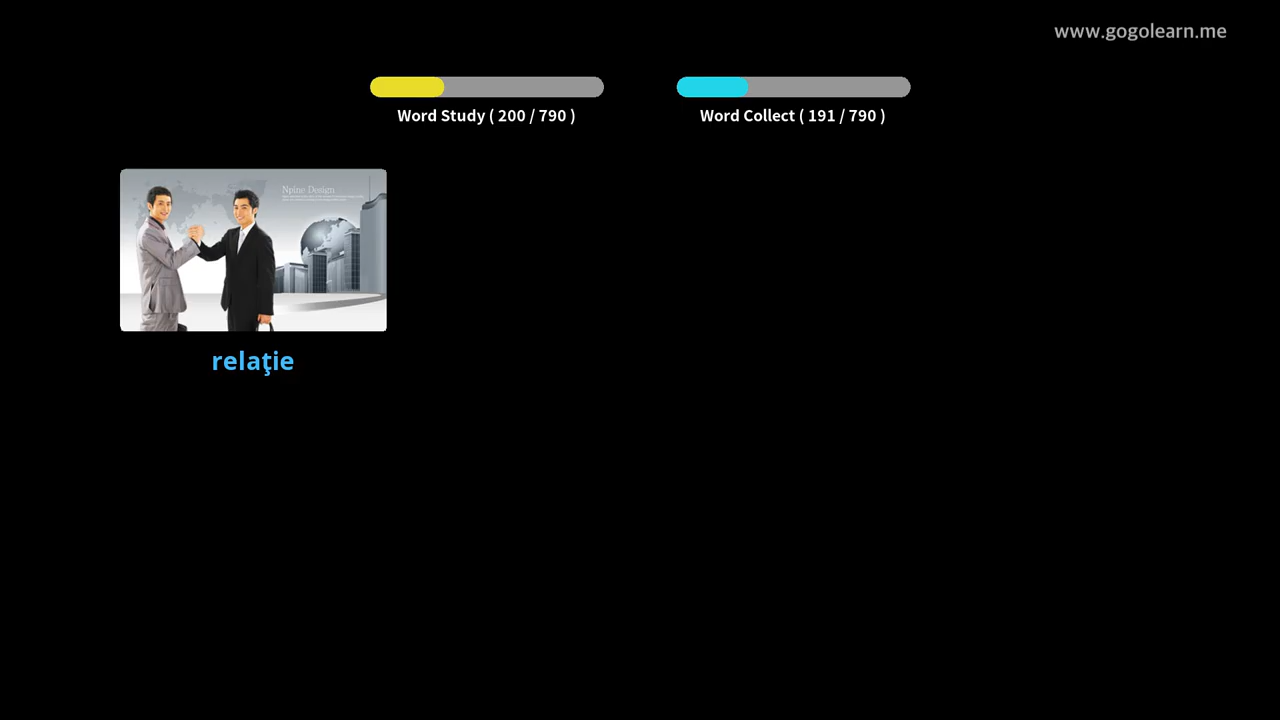 www.gogolearn.me
Word Study ( 200 / 790 )
Word Collect ( 191 / 790 )
Npine Design
relaţie